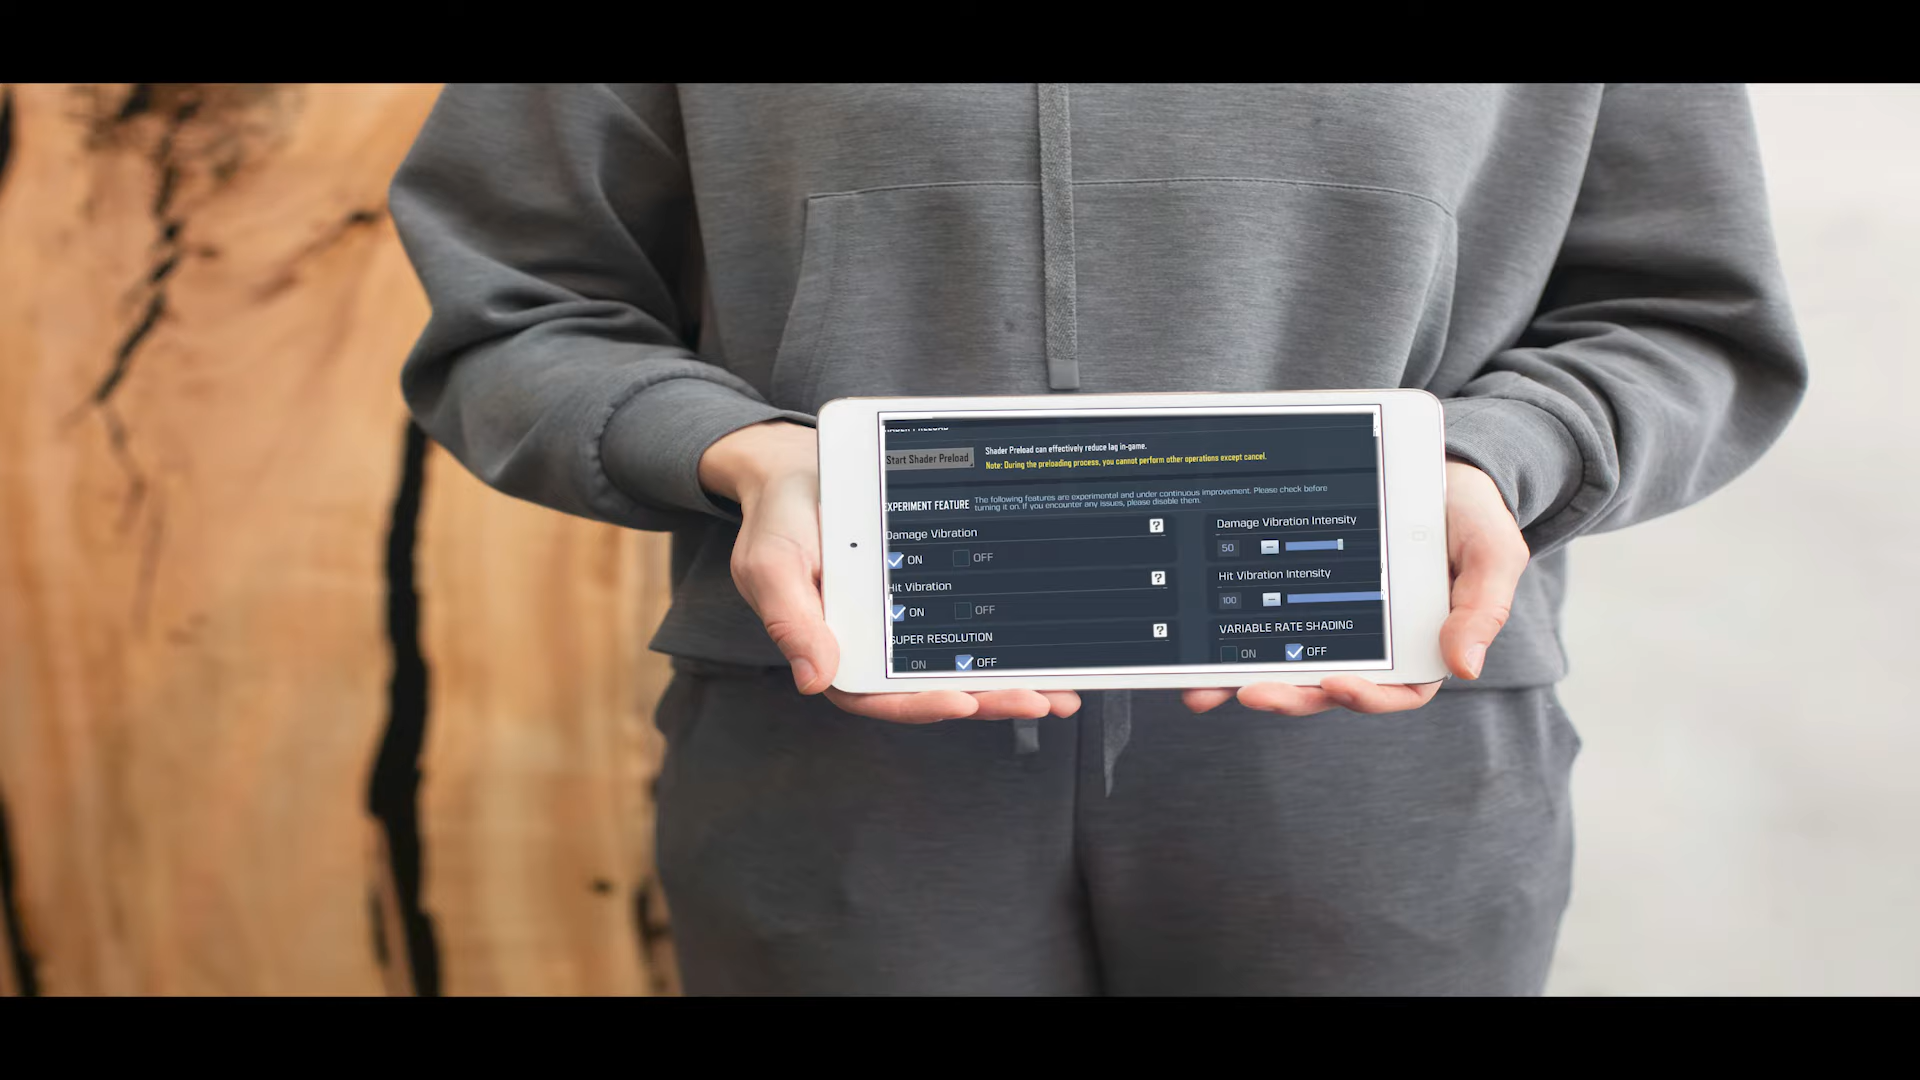 Start Shader Preload
Shader Preload can effectively reduce lag in-game.
Note: During the preloading process, you cannot perform other operations except cancel.
EXPERIMENT FEATURE
The following features are experimental and under continuous improvement. Please check before
turning it on. If you encounter any issues, please disable them.
Damage Vibration ?
ON OFF
Damage Vibration Intensity
50
Hit Vibration ?
ON OFF
Hit Vibration Intensity
100
SUPER RESOLUTION ?
ON OFF
VARIABLE RATE SHADING
ON OFF